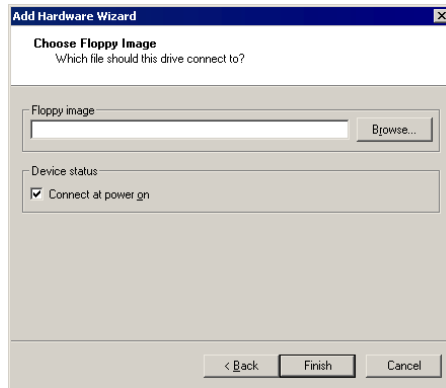 Add Hardware Wizard
Choose Floppy Image
Which file should this drive connect to?
Floppy image
Browse...
Device status
Connect at power on
< Back
Finish
Cancel